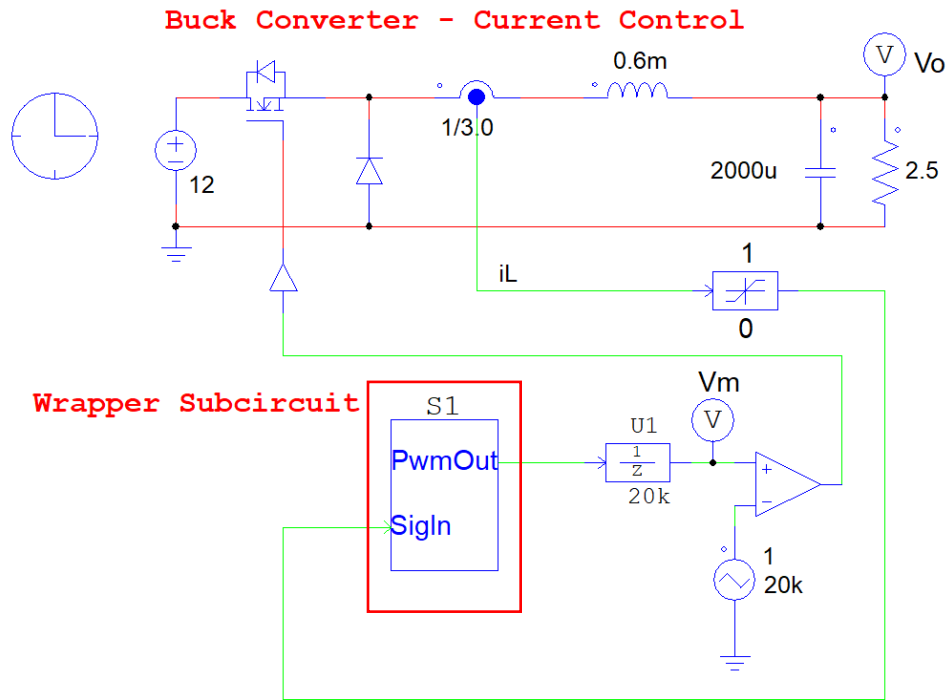 Buck Converter - Current Control
0.6m
V
Vo
1/3.0
12
2000u
2.5
iL
1
0
Wrapper Subcircuit
S1
Vm
V
U1
PwmOut
1
Z
20k
SigIn
1
20k